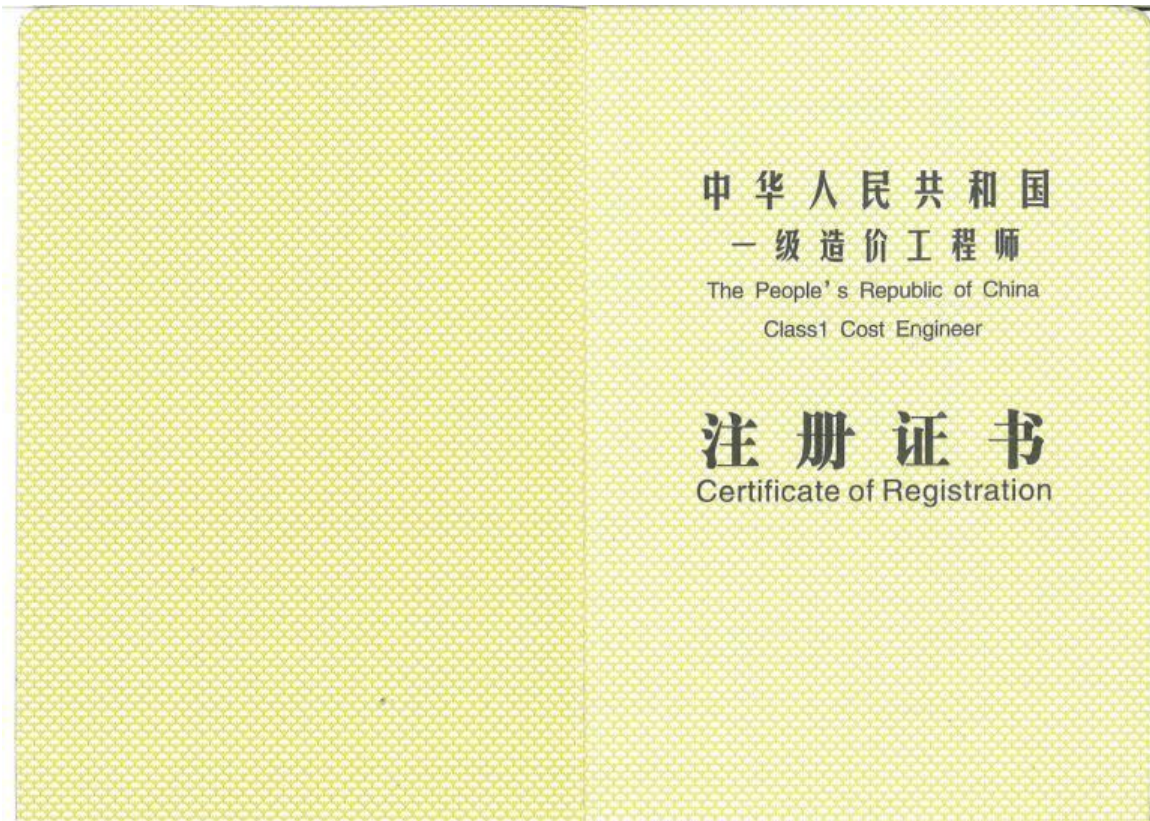 中华人民共和国
一级造价工程师
The People's Republic of China
Class1 Cost Engineer
注册证书
Certificate of Registration